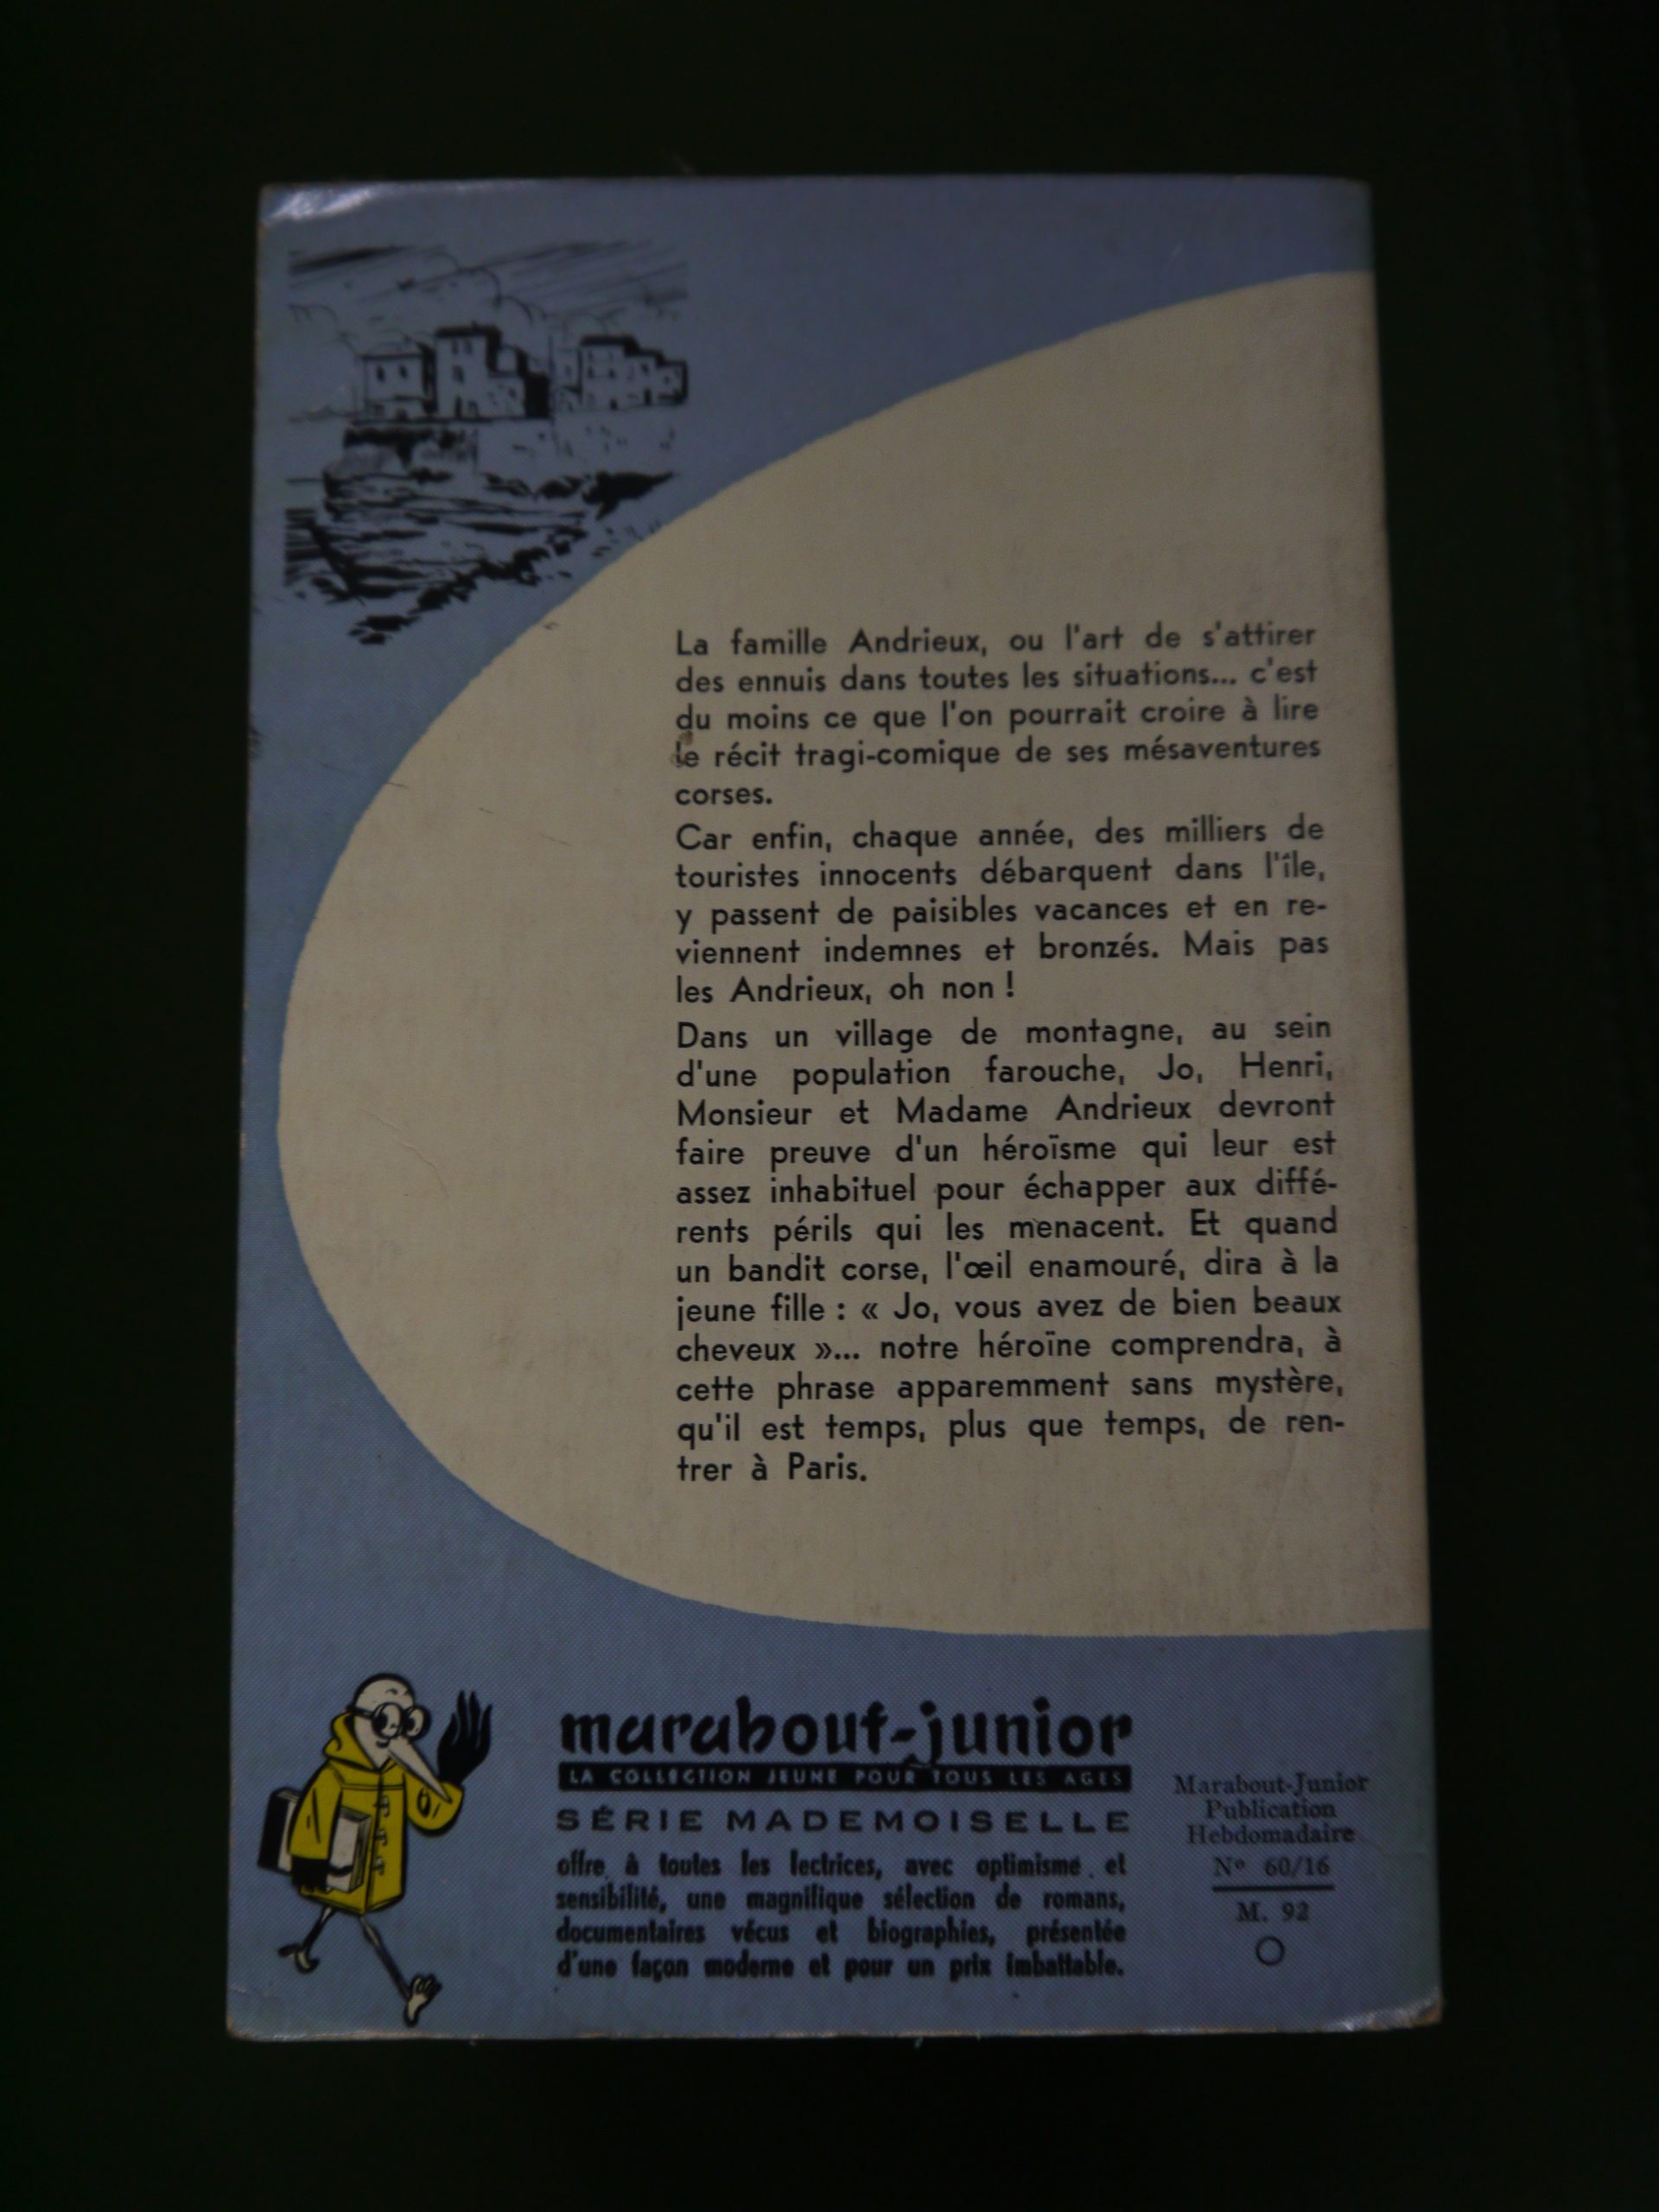 La famille Andrieux, ou l'art de s'attirer
des ennuis dans toutes les situations... c'est
du moins ce que l'on pourrait croire à lire
le récit tragi-comique de ses mésaventures
corses.
Car enfin, chaque année, des milliers de
touristes innocents débarquent dans l'île,
y passent de paisibles vacances et en re-
viennent indemnes et bronzés. Mais pas
les Andrieux, oh non !
Dans un village de montagne, au sein
d'une population farouche, Jo, Henri,
Monsieur et Madame Andrieux devront
faire preuve d'un héroïsme qui leur est
assez inhabituel pour échapper aux diffé-
rents périls qui les menacent. Et quand
un bandit corse, l'œil enamouré, dira à la
jeune fille : « Jo, vous avez de bien beaux
cheveux »... notre héroïne comprendra, à
cette phrase apparemment sans mystère,
qu'il est temps, plus que temps, de ren-
trer à Paris.
marabout-junior
LA COLLECTION JEUNE POUR TOUS LES AGES
SÉRIE MADEMOISELLE
offre à toutes les lectrices, avec optimisme et
sensibilité, une magnifique sélection de romans,
documentaires vécus et biographies, présentée
d'une façon moderne et pour un prix imbattable.
Marabout-Junior
Publication
Hebdomadaire
N° 60/16
M. 92